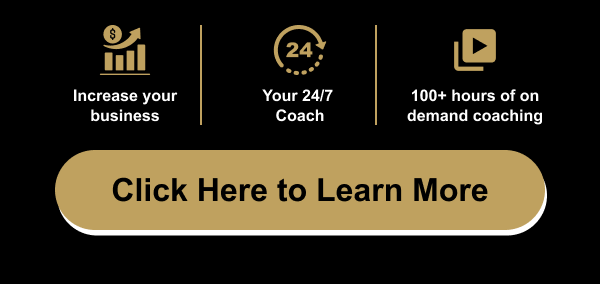 $
24
Increase your
business
Your 24/7
Coach
100+ hours of on
demand coaching
Click Here to Learn More